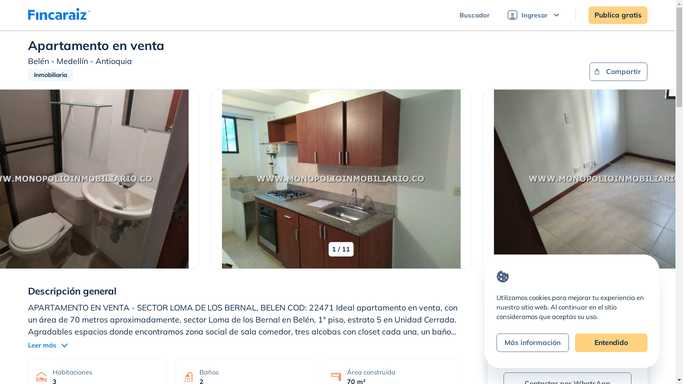 Fincaraiz
Buscador
Ingresar
Publica gratis
Apartamento en venta
Belén - Medellín - Antioquia
Inmobiliaria
Compartir
WWW.MONOPOLIOINMOBILIARIO.CO
WWW.MONOPOLIOINMOBILIARIO.CO
WWW.MONOPOLIOINMOBILIAR
1 / 11
Descripción general
APARTAMENTO EN VENTA - SECTOR LOMA DE LOS BERNAL, BELEN COD: 22471 Ideal apartamento en venta, con
un área de 70 metros aproximadamente, sector Loma de los Bernal en Belén, 1° piso, estrato 5 en Unidad Cerrada.
Agradables espacios donde encontramos zona social de sala comedor, tres alcobas con closet cada una, un baño...
Leer más
Habitaciones
3
Baños
2
Área construida
70 m²
Utilizamos cookies para mejorar tu experiencia en
nuestro sitio web. Al continuar en el sitio
consideramos que aceptas su uso.
Más información
Entendido
Contactar por WhatsApp